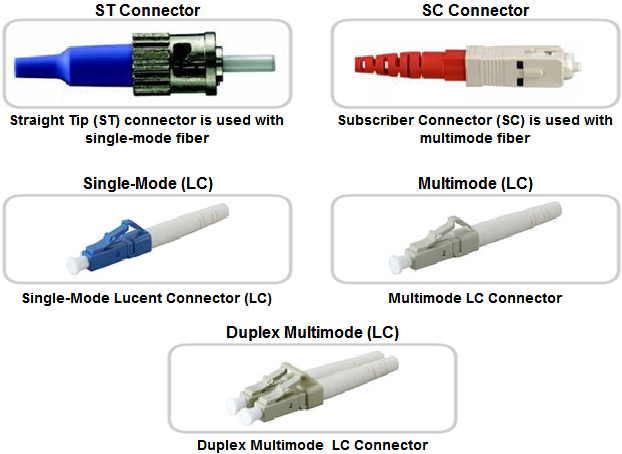 ST Connector
SC Connector
Straight Tip (ST) connector is used with
single-mode fiber
Subscriber Connector (SC) is used with
multimode fiber
Single-Mode (LC)
Multimode (LC)
Single-Mode Lucent Connector (LC)
Multimode LC Connector
Duplex Multimode (LC)
Duplex Multimode LC Connector